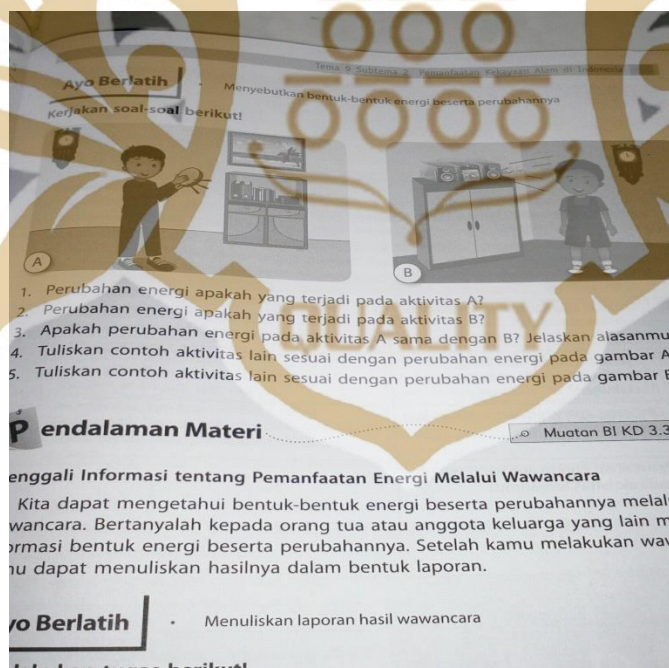 Tema 9 Subtema 2 Pemanfaatan Kekayaan Alam di Indonesia
Ayo Berlatih
Menyebutkan bentuk-bentuk energi beserta perubahannya
Kerjakan soal-soal berikut!
A
B
1. Perubahan energi apakah yang terjadi pada aktivitas A?
2. Perubahan energi apakah yang terjadi pada aktivitas B?
3. Apakah perubahan energi pada aktivitas A sama dengan B? Jelaskan alasanmu
4. Tuliskan contoh aktivitas lain sesuai dengan perubahan energi pada gambar A
5. Tuliskan contoh aktivitas lain sesuai dengan perubahan energi pada gambar B
QUALITY
Pendalaman Materi
Muatan BI KD 3.3
enggali Informasi tentang Pemanfaatan Energi Melalui Wawancara
Kita dapat mengetahui bentuk-bentuk energi beserta perubahannya melal
wancara. Bertanyalah kepada orang tua atau anggota keluarga yang lain m
ormasi bentuk energi beserta perubahannya. Setelah kamu melakukan wav
nu dapat menuliskan hasilnya dalam bentuk laporan.
yo Berlatih
Menuliskan laporan hasil wawancara